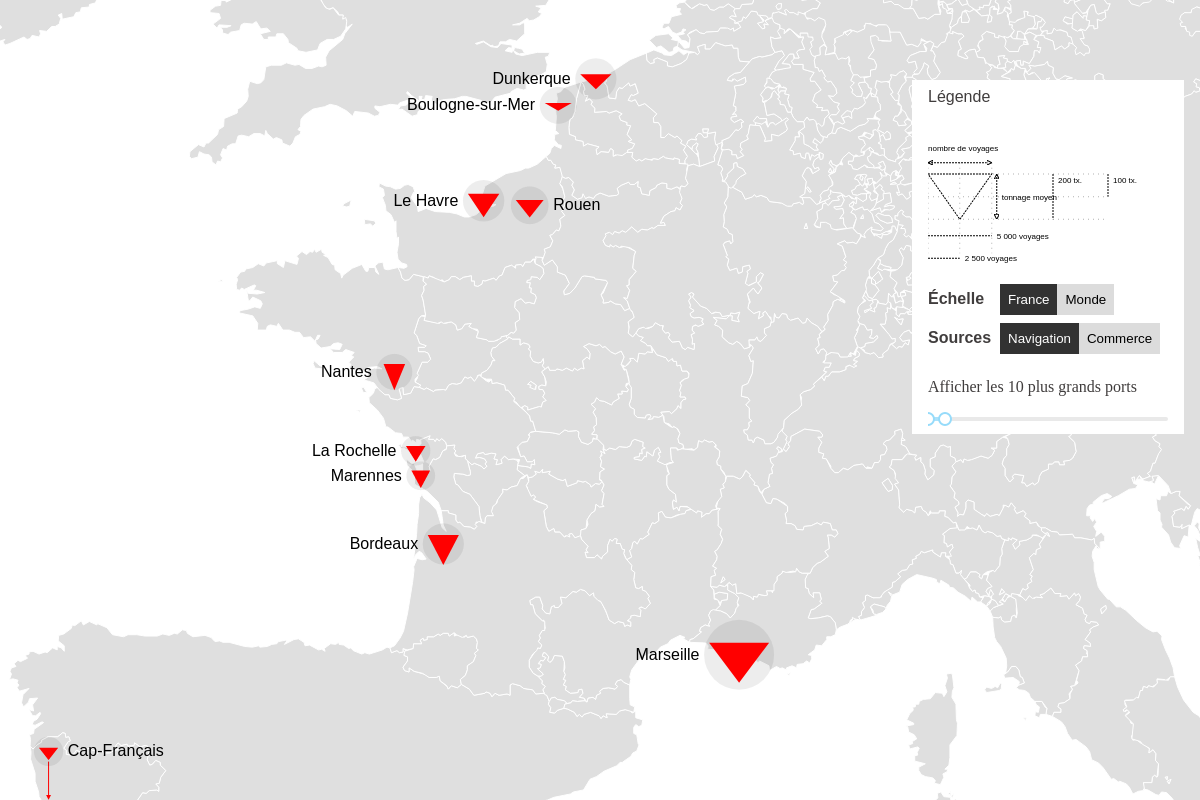 Dunkerque
Boulogne-sur-Mer
Le Havre
Rouen
Nantes
La Rochelle
Marennes
Bordeaux
Marseille
Cap-Français
Légende
nombre de voyages
200 tx.
100 tx.
tonnage moyen
5 000 voyages
2 500 voyages
Échelle France Monde
Sources Navigation Commerce
Afficher les 10 plus grands ports